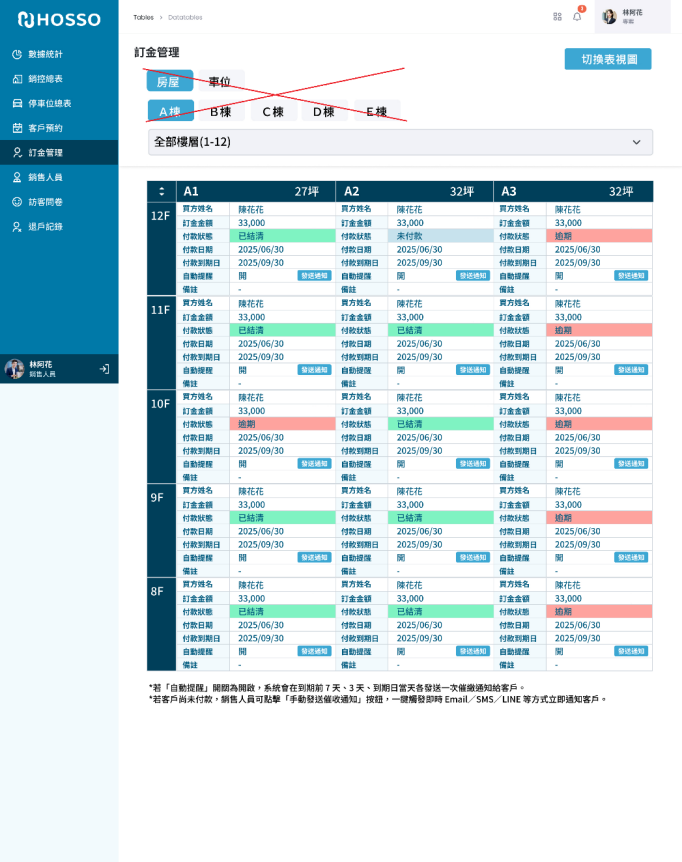 HOSSO
Tables > Datatables
3
林阿花
專案
數據統計
銷控總表
停車位總表
客戶預約
訂金管理
銷售人員
訪客問卷
退戶記錄
林阿花
銷售人員
訂金管理
切換表視圖
房屋 車位
A棟 B棟 C棟 D棟 E棟
全部樓層(1-12)
A1 27坪 A2 32坪 A3 32坪
12F
買方姓名 陳花花 買方姓名 陳花花 買方姓名 陳花花
訂金金額 33,000 訂金金額 33,000 訂金金額 33,000
付款狀態 已結清 付款狀態 未付款 付款狀態 逾期
付款日期 2025/06/30 付款日期 2025/06/30 付款日期 2025/06/30
付款到期日 2025/09/30 付款到期日 2025/09/30 付款到期日 2025/09/30
自動提醒 開 發送通知 自動提醒 開 發送通知 自動提醒 開 發送通知
備註 - 備註 - 備註 -
11F
買方姓名 陳花花 買方姓名 陳花花 買方姓名 陳花花
訂金金額 33,000 訂金金額 33,000 訂金金額 33,000
付款狀態 已結清 付款狀態 已結清 付款狀態 逾期
付款日期 2025/06/30 付款日期 2025/06/30 付款日期 2025/06/30
付款到期日 2025/09/30 付款到期日 2025/09/30 付款到期日 2025/09/30
自動提醒 開 發送通知 自動提醒 開 發送通知 自動提醒 開 發送通知
備註 - 備註 - 備註 -
10F
買方姓名 陳花花 買方姓名 陳花花 買方姓名 陳花花
訂金金額 33,000 訂金金額 33,000 訂金金額 33,000
付款狀態 逾期 付款狀態 已結清 付款狀態 逾期
付款日期 2025/06/30 付款日期 2025/06/30 付款日期 2025/06/30
付款到期日 2025/09/30 付款到期日 2025/09/30 付款到期日 2025/09/30
自動提醒 開 發送通知 自動提醒 開 發送通知 自動提醒 開 發送通知
備註 - 備註 - 備註 -
9F
買方姓名 陳花花 買方姓名 陳花花 買方姓名 陳花花
訂金金額 33,000 訂金金額 33,000 訂金金額 33,000
付款狀態 已結清 付款狀態 已結清 付款狀態 逾期
付款日期 2025/06/30 付款日期 2025/06/30 付款日期 2025/06/30
付款到期日 2025/09/30 付款到期日 2025/09/30 付款到期日 2025/09/30
自動提醒 開 發送通知 自動提醒 開 發送通知 自動提醒 開 發送通知
備註 - 備註 - 備註 -
8F
買方姓名 陳花花 買方姓名 陳花花 買方姓名 陳花花
訂金金額 33,000 訂金金額 33,000 訂金金額 33,000
付款狀態 已結清 付款狀態 已結清 付款狀態 逾期
付款日期 2025/06/30 付款日期 2025/06/30 付款日期 2025/06/30
付款到期日 2025/09/30 付款到期日 2025/09/30 付款到期日 2025/09/30
自動提醒 開 發送通知 自動提醒 開 發送通知 自動提醒 開 發送通知
備註 - 備註 - 備註 -
*若「自動提醒」開關為開啟，系統會在到期前 7 天、3 天、到期日當天各發送一次催繳通知給客戶。
*若客戶尚未付款，銷售人員可點擊「手動發送催收通知」按鈕，一鍵觸發即時 Email／SMS／LINE 等方式立即通知客戶。